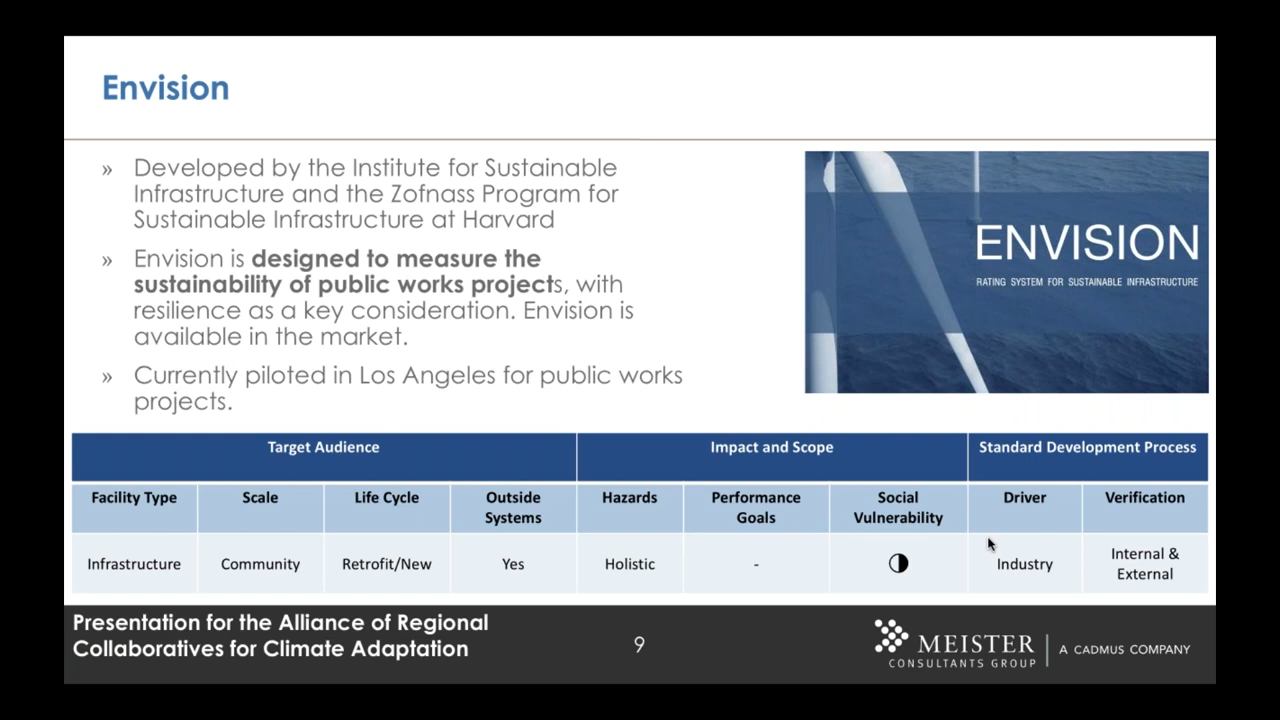 Envision
» Developed by the Institute for Sustainable
Infrastructure and the Zofnass Program for
Sustainable Infrastructure at Harvard
» Envision is designed to measure the
sustainability of public works projects, with
resilience as a key consideration. Envision is
available in the market.
» Currently piloted in Los Angeles for public works
projects.
ENVISION
RATING SYSTEM FOR SUSTAINABLE INFRASTRUCTURE
Target Audience Impact and Scope Standard Development Process
Facility Type Scale Life Cycle Outside Systems Hazards Performance Goals Social Vulnerability Driver Verification
Infrastructure Community Retrofit/New Yes Holistic - Industry Internal & External
Presentation for the Alliance of Regional
Collaboratives for Climate Adaptation
9
MEISTER
CONSULTANTS GROUP
A CADMUS COMPANY